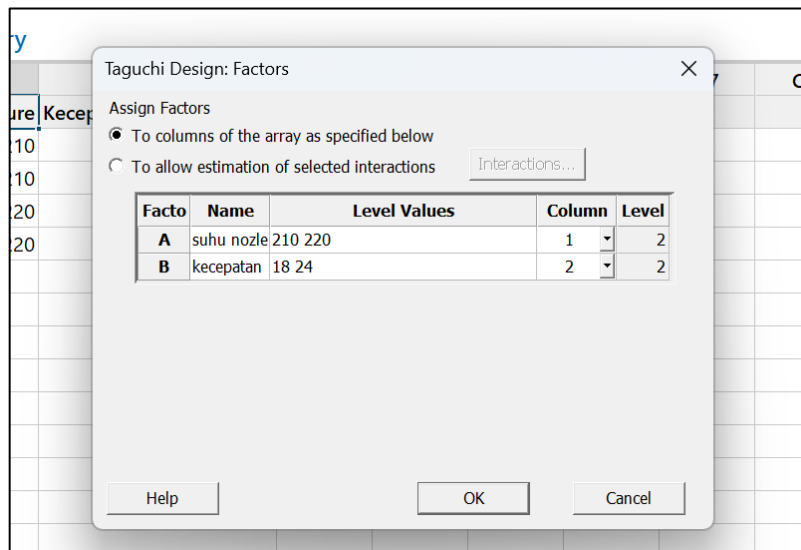 ry
Taguchi Design: Factors
7 C
Assign Factors
ure Kecep
To columns of the array as specified below
210
To allow estimation of selected interactions Interactions...
210
Facto Name Level Values Column Level
220
A suhu nozle 210 220 1 2
220
B kecepatan 18 24 2 2
Help OK Cancel